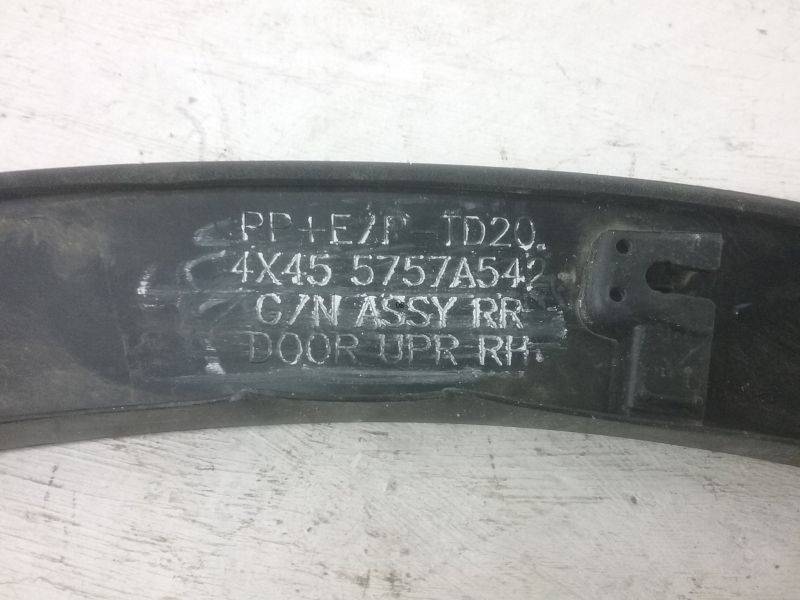 PP+E/P-TD20.
4X45 5757A542
G/N ASSY RR
DOOR UPR RH.